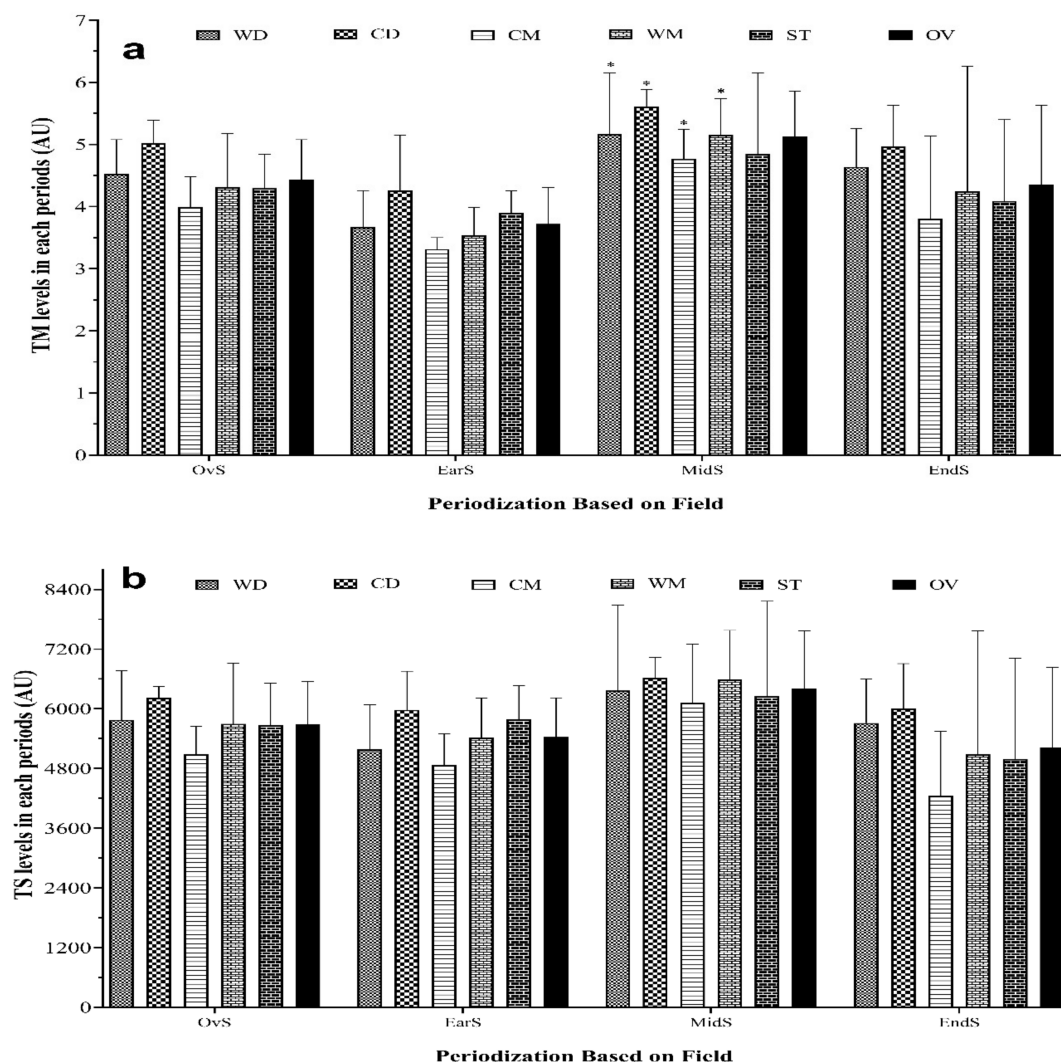 a
WD CD CM WM ST OV
TM levels in each periods (AU)
7
6
5
4
3
2
1
0
* * * *
OvS EarS MidS EndS
Periodization Based on Field
b
WD CD CM WM ST OV
TS levels in each periods (AU)
8400
7200
6000
4800
3600
2400
1200
0
OvS EarS MidS EndS
Periodization Based on Field